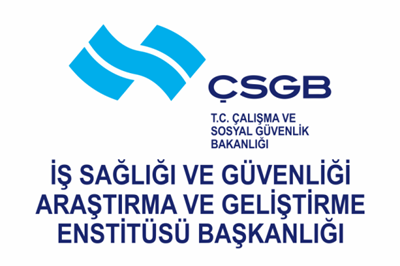 ÇSGB
T.C. ÇALIŞMA VE
SOSYAL GÜVENLİK
BAKANLIĞI
İŞ SAĞLIĞI VE GÜVENLİĞİ
ARAŞTIRMA VE GELİŞTİRME
ENSTİTÜSÜ BAŞKANLIĞI